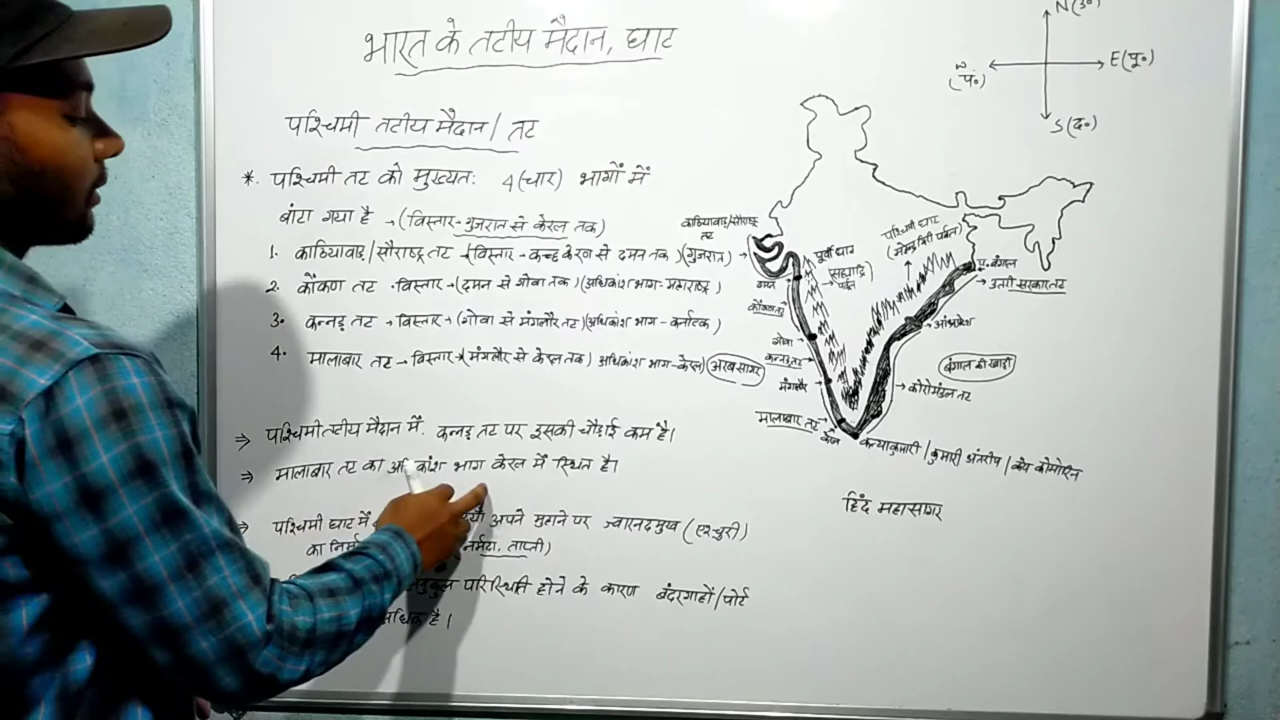 भारत के तटीय मैदान, घाट
पश्चिमी तटीय मैदान/ तट
*. पश्चिमी तट को मुख्यतः 4(चार) भागों में
बांटा गया है → (विस्तार - गुजरात से केरल तक)
1. काठियावाड़/सौराष्ट्र तट → (विस्तार - कच्छ के रण से दमन तक) (गुजरात)
2. कोंकण तट - विस्तार → (दमन से गोवा तक) (अधिकांश भाग- महाराष्ट्र)
3. कन्नड़ तट → विस्तार → (गोवा से मंगलौर तट) (अधिकांश भाग - कर्नाटक)
4. मालाबार तट → विस्तार → (मंगलौर से केरल तक) अधिकांश भाग - केरल)
⇒ पश्चिमी तटीय मैदान में कन्नड़ तट पर इसकी चौड़ाई कम है।
⇒ मालाबार तट का अधिकांश भाग केरल में स्थित है।
⇒ पश्चिमी घाट में अपने मुहाने पर ज्वारनदमुख (एश्चुरी)
का नर्मदा, ताप्ती)
परिस्थिति होने के कारण बंदरगाहों/पोर्ट
अधिक है।
N(उ०)
W
(प०)
E(पू०)
S(द०)
काठियावाड़/सौराष्ट्र
तट
दमन
कोंकण तट
गोवा
कन्नड़ तट
मंगलौर
मालाबार तट
केरल
अरब सागर
पूर्वी घाट
(सह्याद्रि)
पर्वत
पश्चिमी घाट
प० बंगाल
उत्तरी सरकार तट
आंध्रप्रदेश
बंगाल की खाड़ी
कोरोमंडल तट
कन्याकुमारी / कुमारी अंतरीप / केप कोमोरिन
हिंद महासागर